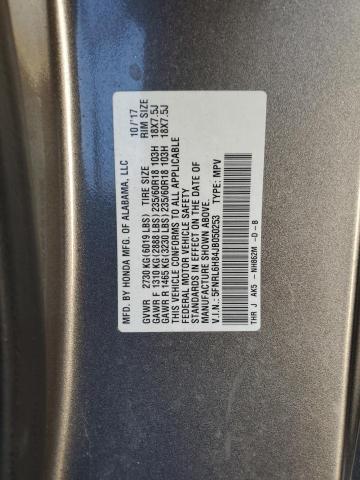 MFD. BY HONDA MFG. OF ALABAMA, LLC 10/'17
TIRE SIZE RIM SIZE
GVWR 2730 KG(6019 LBS)
GAWR F 1310 KG(2888 LBS) 235/60R18 103H 18X7.5J
GAWR R 1465 KG(3230 LBS) 235/60R18 103H 18X7.5J
THIS VEHICLE CONFORMS TO ALL APPLICABLE
FEDERAL MOTOR VEHICLE SAFETY
STANDARDS IN EFFECT ON THE DATE OF
MANUFACTURE SHOWN ABOVE.
V.I.N.: 5FNRL6H84JB050253 TYPE: MPV
THR J AK5 - NH862M -D -B